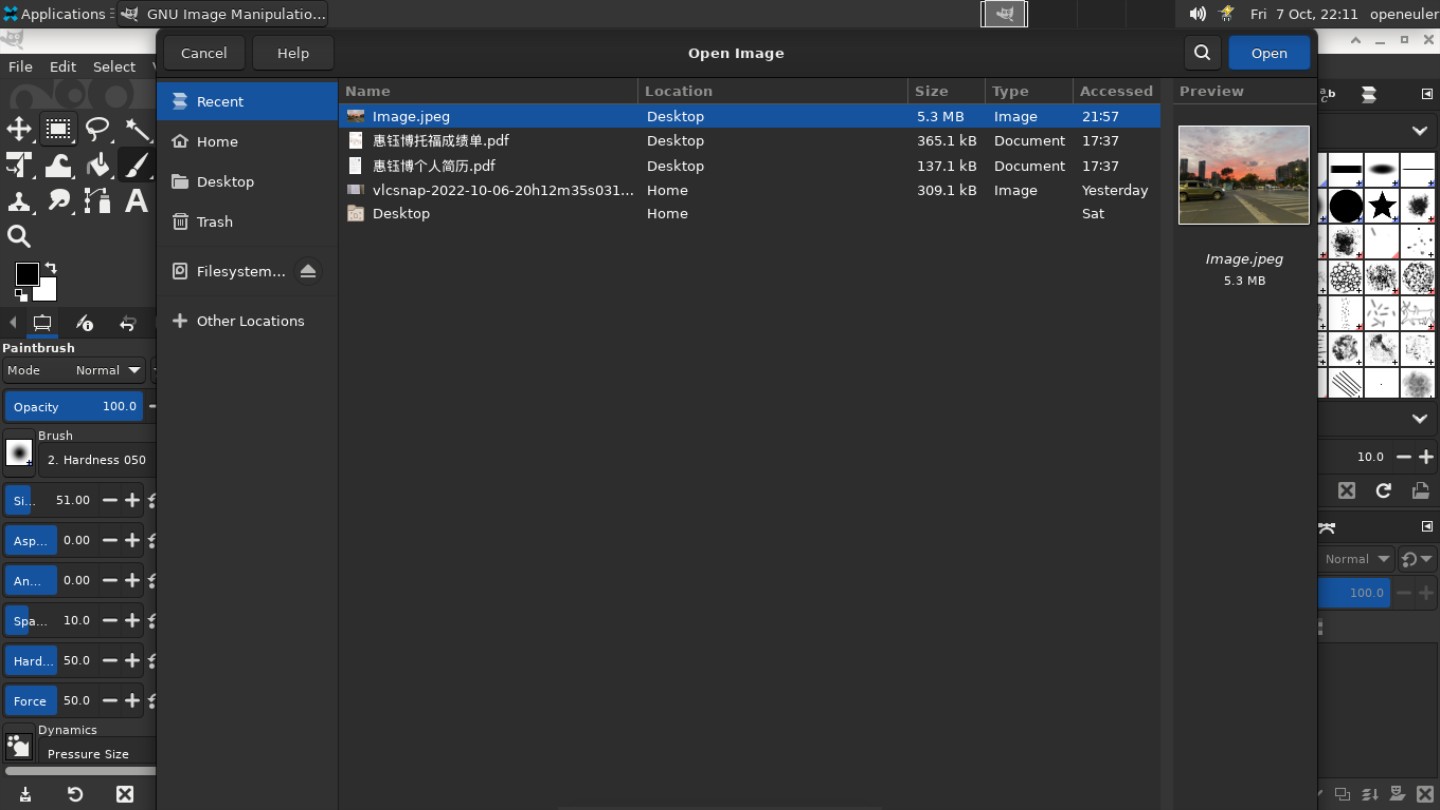 Applications
GNU Image Manipulatio...
Fri 7 Oct, 22:11
openeuler
File
Edit
Select
Cancel
Help
Open Image
Open
Recent
Home
Desktop
Trash
Filesystem...
Other Locations
Name
Location
Size
Type
Accessed
Preview
Image.jpeg
Desktop
5.3 MB
Image
21:57
惠钰博托福成绩单.pdf
Desktop
365.1 kB
Document
17:37
惠钰博个人简历.pdf
Desktop
137.1 kB
Document
17:37
vlcsnap-2022-10-06-20h12m35s031...
Home
309.1 kB
Image
Yesterday
Desktop
Home
Sat
Image.jpeg
5.3 MB
Paintbrush
Mode
Normal
Opacity
100.0
Brush
2. Hardness 050
Si...
51.00
Asp...
0.00
An...
0.00
Spa...
10.0
Hard...
50.0
Force
50.0
Dynamics
Pressure Size
10.0
Normal
100.0